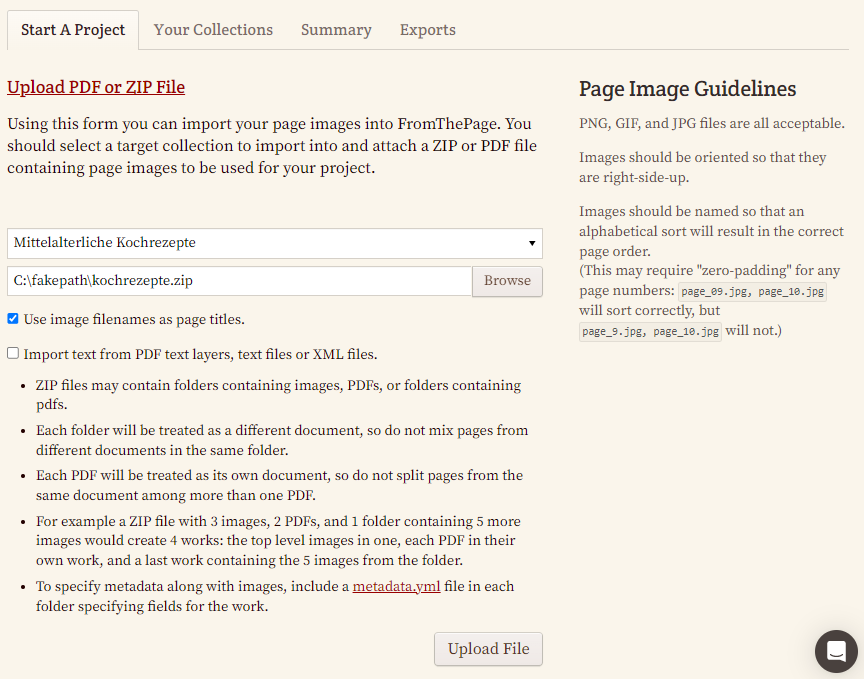 Start A Project
Your Collections
Summary
Exports
Upload PDF or ZIP File
Using this form you can import your page images into FromThePage. You
should select a target collection to import into and attach a ZIP or PDF file
containing page images to be used for your project.
Mittelalterliche Kochrezepte
C:\fakepath\kochrezepte.zip
Browse
Use image filenames as page titles.
Import text from PDF text layers, text files or XML files.
• ZIP files may contain folders containing images, PDFs, or folders containing
pdfs.
• Each folder will be treated as a different document, so do not mix pages from
different documents in the same folder.
• Each PDF will be treated as its own document, so do not split pages from the
same document among more than one PDF.
• For example a ZIP file with 3 images, 2 PDFs, and 1 folder containing 5 more
images would create 4 works: the top level images in one, each PDF in their
own work, and a last work containing the 5 images from the folder.
• To specify metadata along with images, include a metadata.yml file in each
folder specifying fields for the work.
Upload File
Page Image Guidelines
PNG, GIF, and JPG files are all acceptable.
Images should be oriented so that they
are right-side-up.
Images should be named so that an
alphabetical sort will result in the correct
page order.
(This may require "zero-padding" for any
page numbers: page_09.jpg, page_10.jpg
will sort correctly, but
page_9.jpg, page_10.jpg will not.)